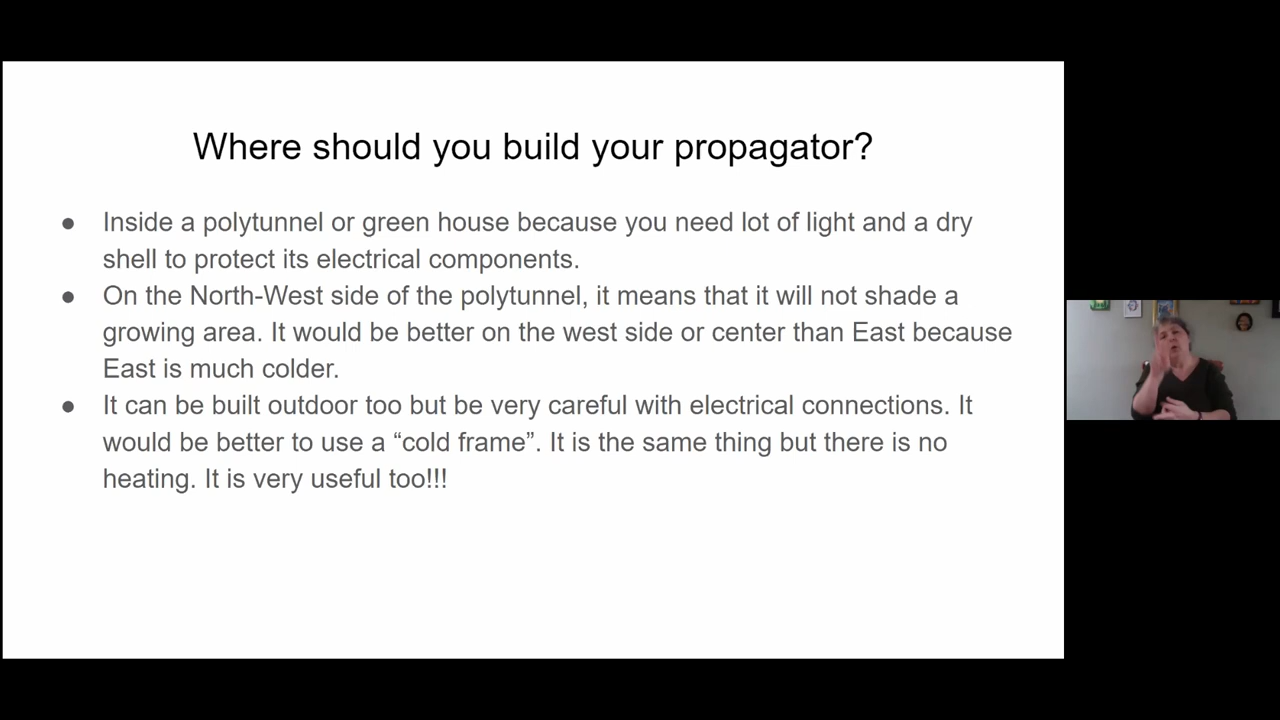 Where should you build your propagator?
● Inside a polytunnel or green house because you need lot of light and a dry
shell to protect its electrical components.
● On the North-West side of the polytunnel, it means that it will not shade a
growing area. It would be better on the west side or center than East because
East is much colder.
● It can be built outdoor too but be very careful with electrical connections. It
would be better to use a “cold frame”. It is the same thing but there is no
heating. It is very useful too!!!